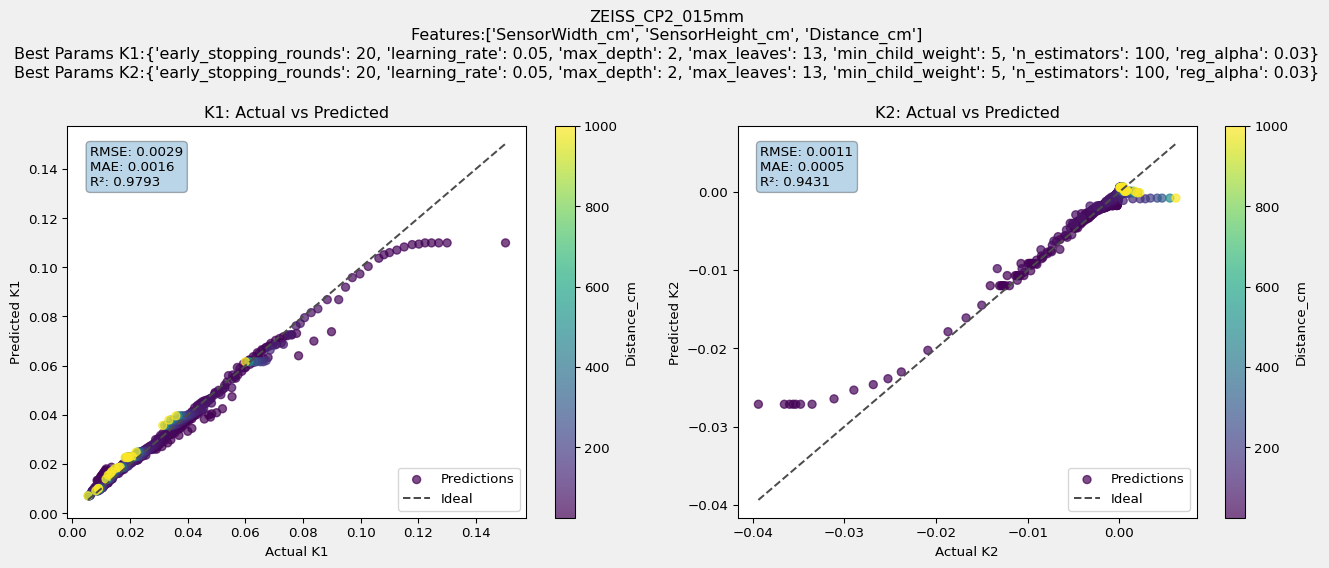 ZEISS_CP2_015mm
Features:['SensorWidth_cm', 'SensorHeight_cm', 'Distance_cm']
Best Params K1:{'early_stopping_rounds': 20, 'learning_rate': 0.05, 'max_depth': 2, 'max_leaves': 13, 'min_child_weight': 5, 'n_estimators': 100, 'reg_alpha': 0.03}
Best Params K2:{'early_stopping_rounds': 20, 'learning_rate': 0.05, 'max_depth': 2, 'max_leaves': 13, 'min_child_weight': 5, 'n_estimators': 100, 'reg_alpha': 0.03}
K1: Actual vs Predicted
RMSE: 0.0029
MAE: 0.0016
R²: 0.9793
0.14
0.12
0.10
0.08
0.06
0.04
0.02
0.00
Predicted K1
0.00 0.02 0.04 0.06 0.08 0.10 0.12 0.14
Actual K1
Predictions
Ideal
1000
800
600
400
200
Distance_cm
K2: Actual vs Predicted
RMSE: 0.0011
MAE: 0.0005
R²: 0.9431
0.00
−0.01
−0.02
−0.03
−0.04
Predicted K2
−0.04 −0.03 −0.02 −0.01 0.00
Actual K2
Predictions
Ideal
1000
800
600
400
200
Distance_cm